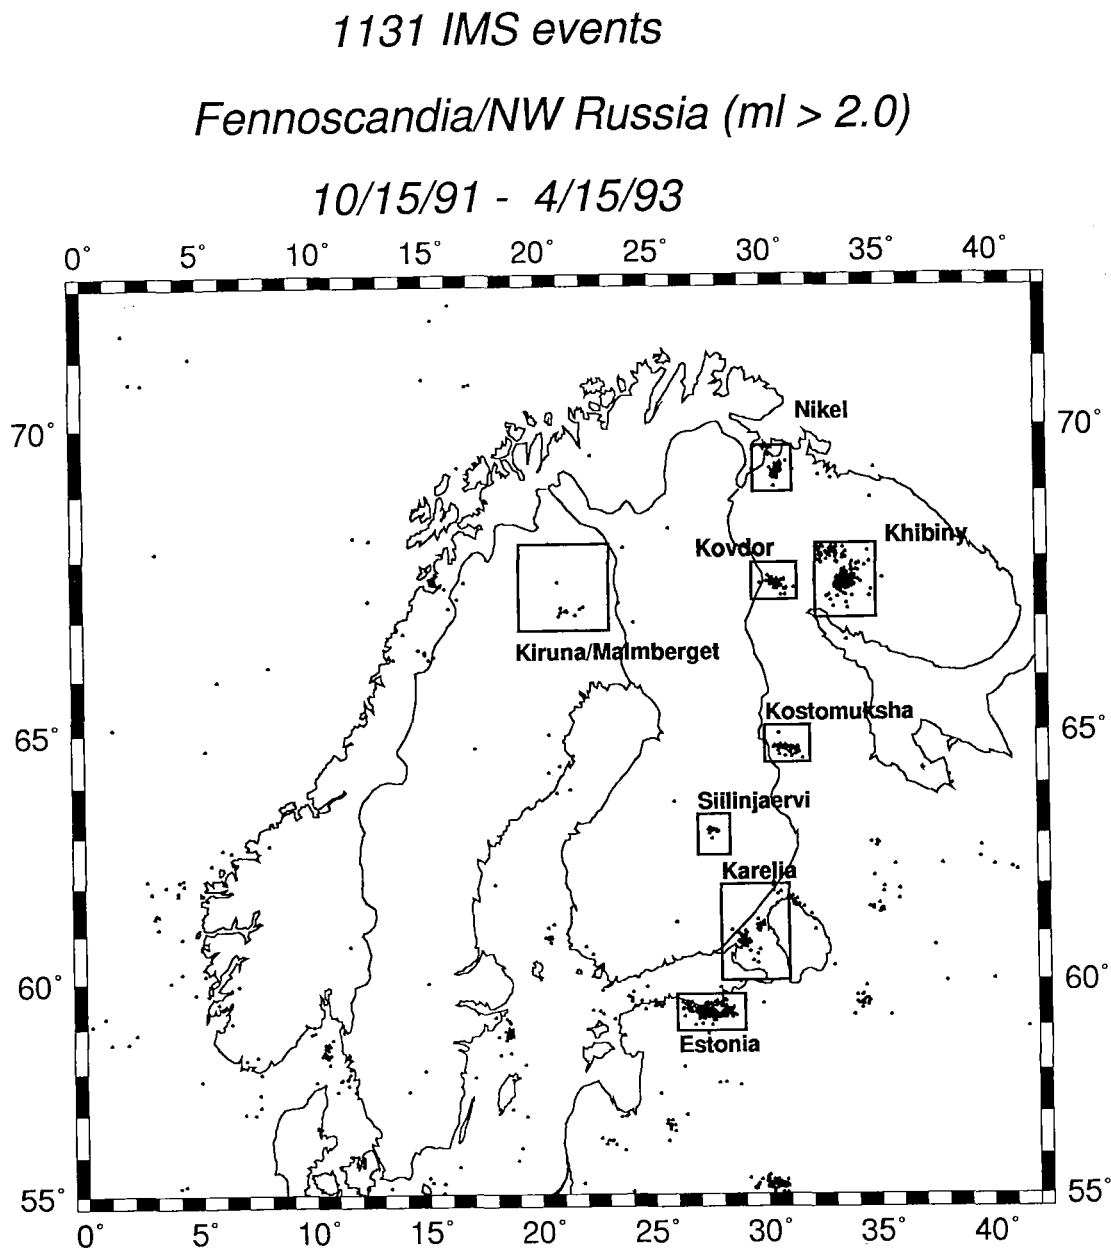 1131 IMS events
Fennoscandia/NW Russia (ml > 2.0)
10/15/91 - 4/15/93
0° 5° 10° 15° 20° 25° 30° 35° 40°
Nikel
70° 70°
Khibiny
Kovdor
Kiruna/Malmberget
Kostomuksha
65° 65°
Siilinjaervi
Karelia
60° 60°
Estonia
55° 55°
0° 5° 10° 15° 20° 25° 30° 35° 40°